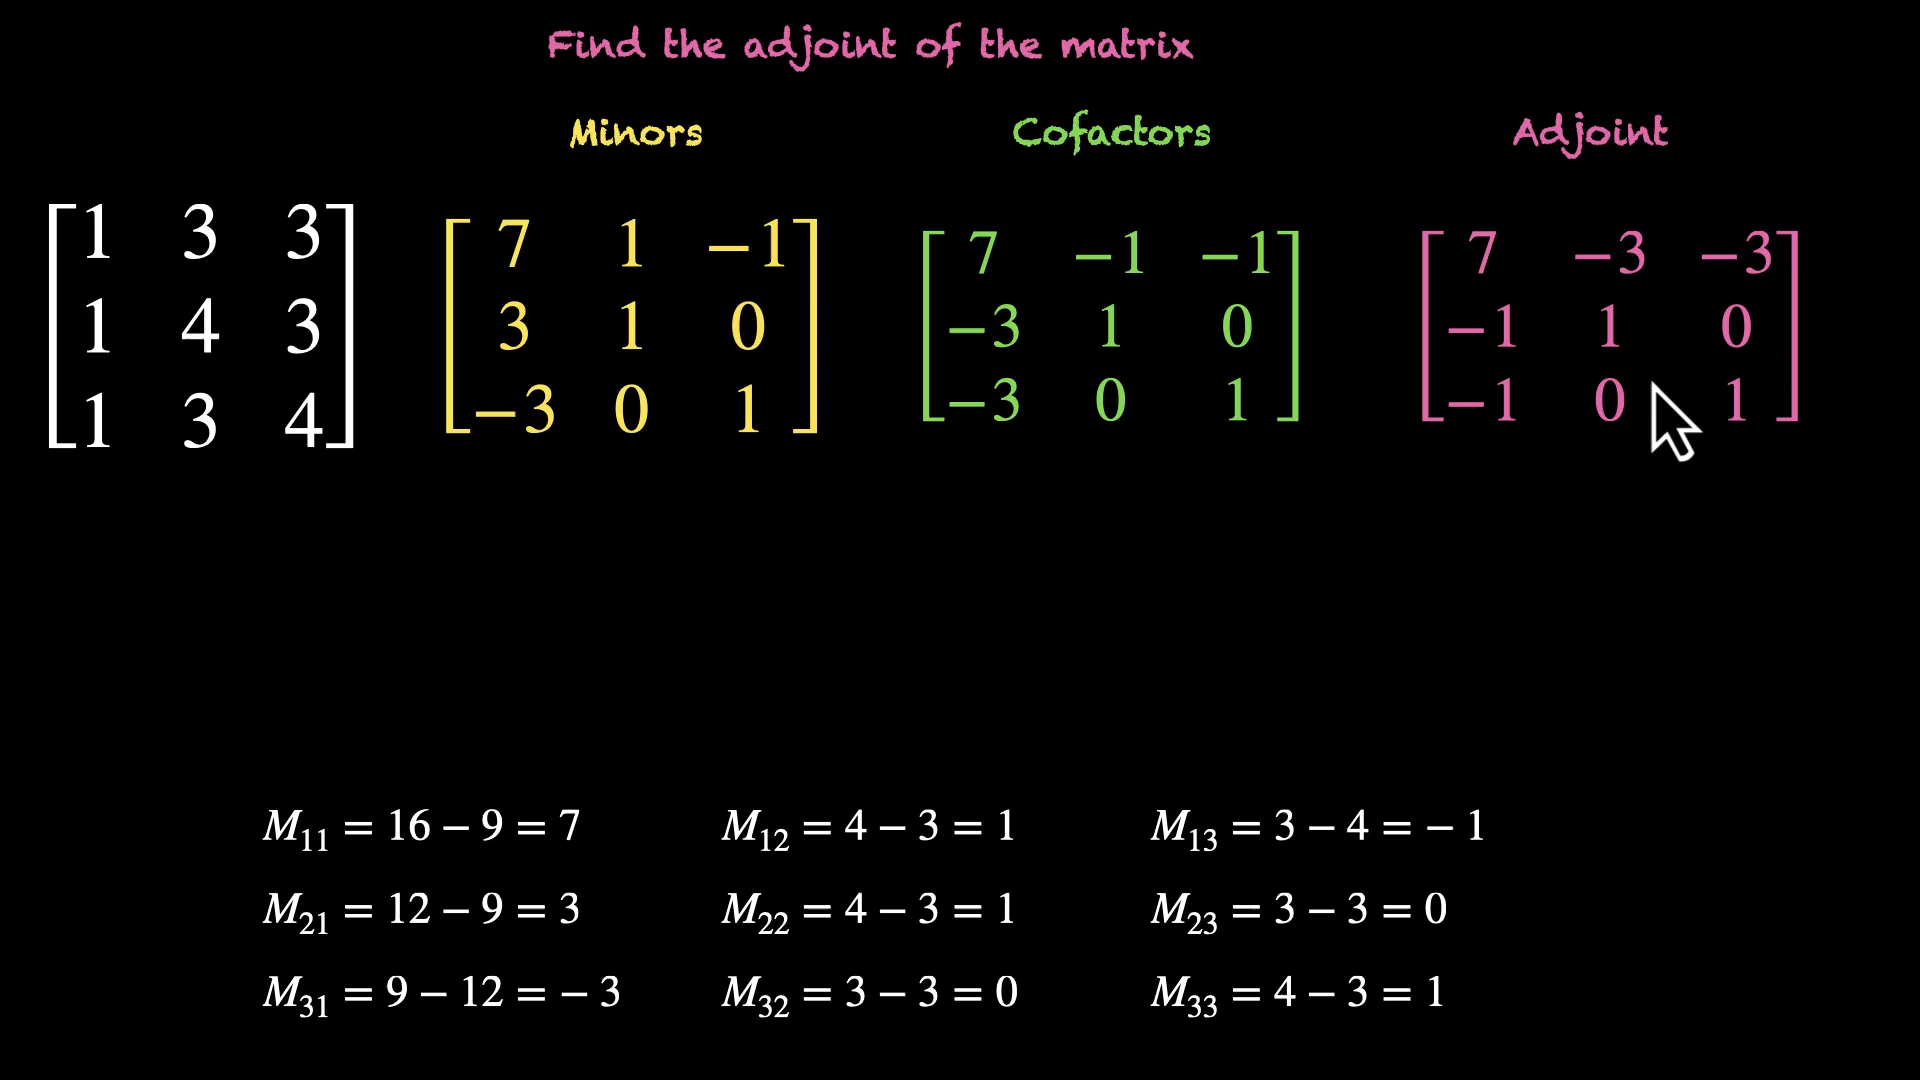 Find the adjoint of the matrix
Minors Cofactors Adjoint
1 3 3 7 1 −1 7 −1 −1 7 −3 −3
1 4 3 3 1 0 −3 1 0 −1 1 0
1 3 4 −3 0 1 −3 0 1 −1 0 1
M11 = 16 − 9 = 7 M12 = 4 − 3 = 1 M13 = 3 − 4 = − 1
M21 = 12 − 9 = 3 M22 = 4 − 3 = 1 M23 = 3 − 3 = 0
M31 = 9 − 12 = − 3 M32 = 3 − 3 = 0 M33 = 4 − 3 = 1